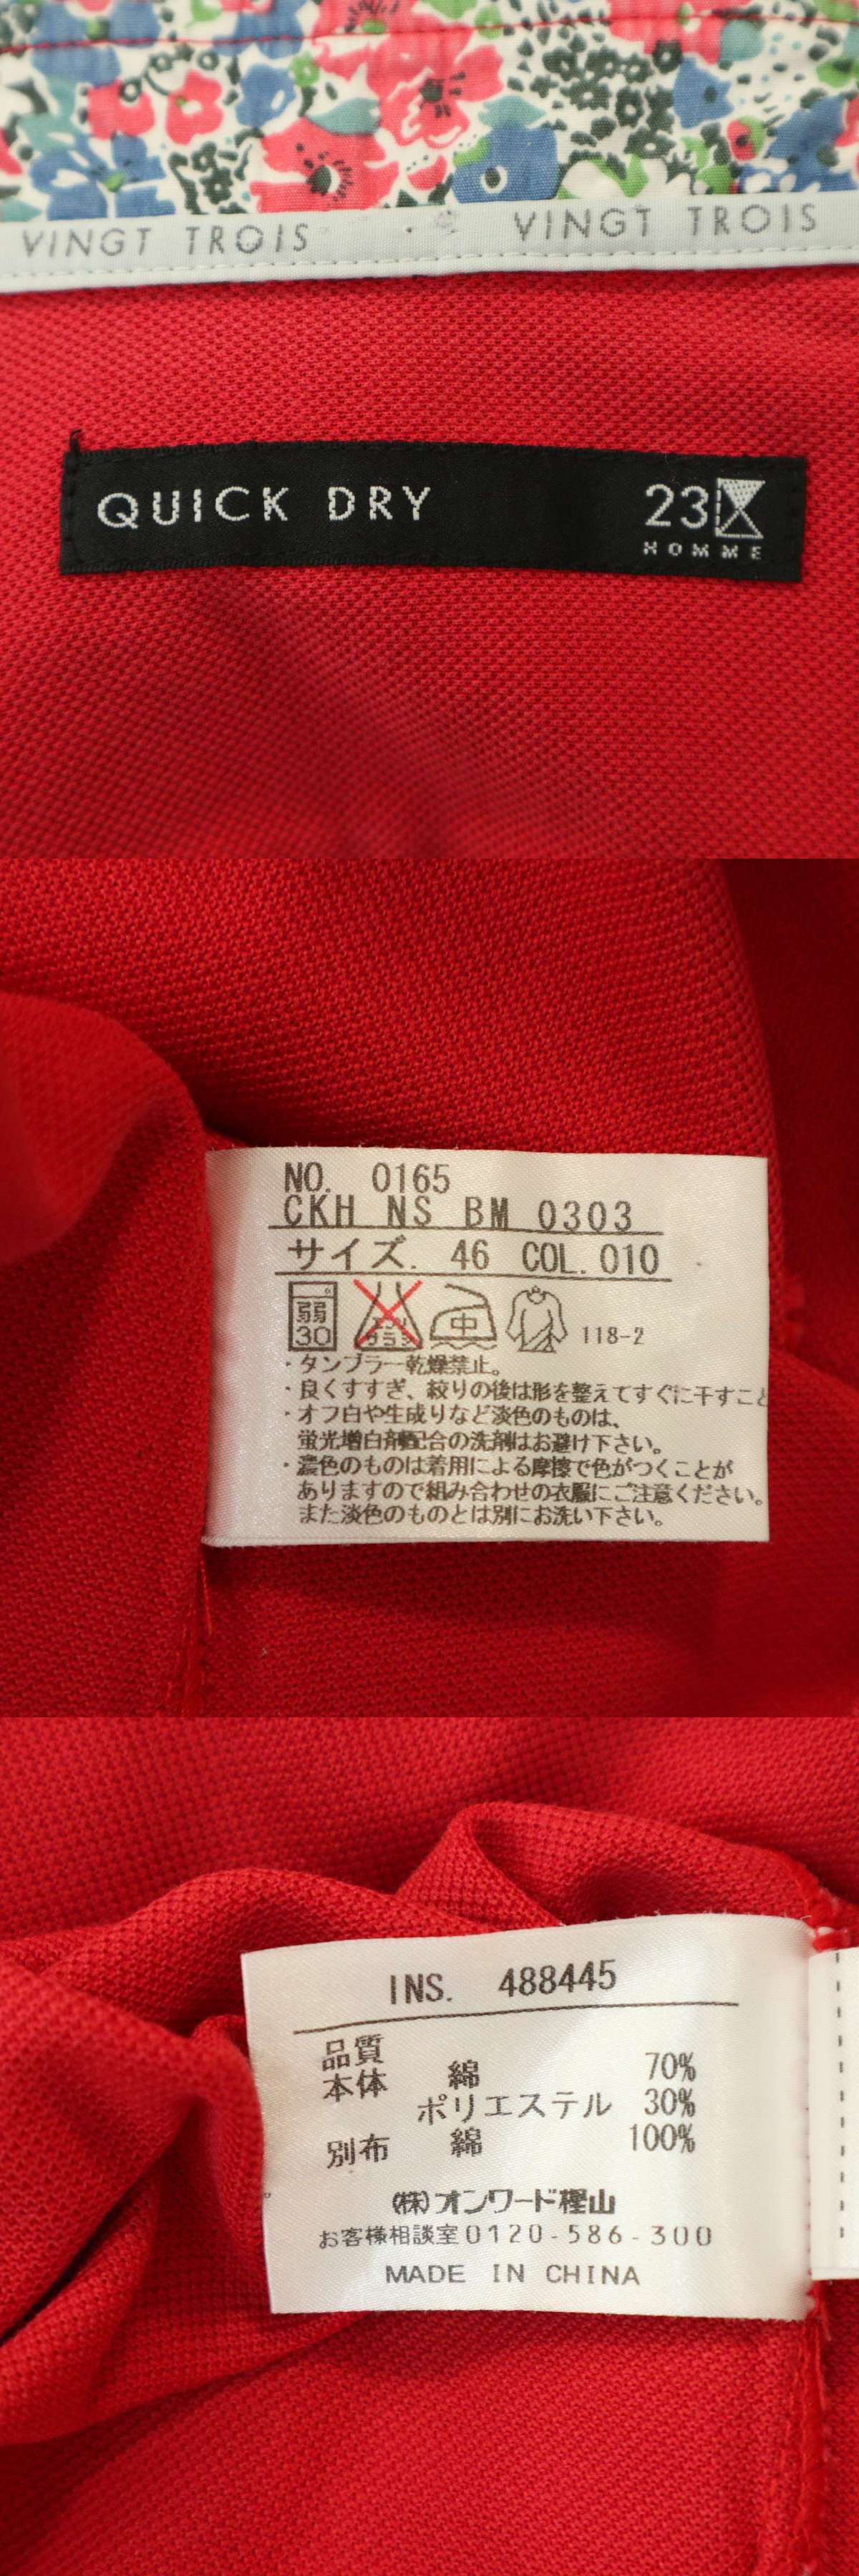 VINGT TROIS VINGT TROIS
QUICK DRY 23区
HOMME
NO. 0165
CKH NS BM 0303
サイズ. 46 COL.010
弱
30
エンソ
サラシ
中
118-2
・タンブラー乾燥禁止。
・良くすすぎ、絞りの後は形を整えてすぐに干すこと
・オフ白や生成りなど淡色のものは、
蛍光増白剤配合の洗剤はお避け下さい。
・濃色のものは着用による摩擦で色がつくことが
ありますので組み合わせの衣服にご注意ください。
また淡色のものとは別にお洗い下さい。
INS. 488445
品質
本体 綿 70%
ポリエステル 30%
別布 綿 100%
(株)オンワード樫山
お客様相談室0120-586-300
MADE IN CHINA